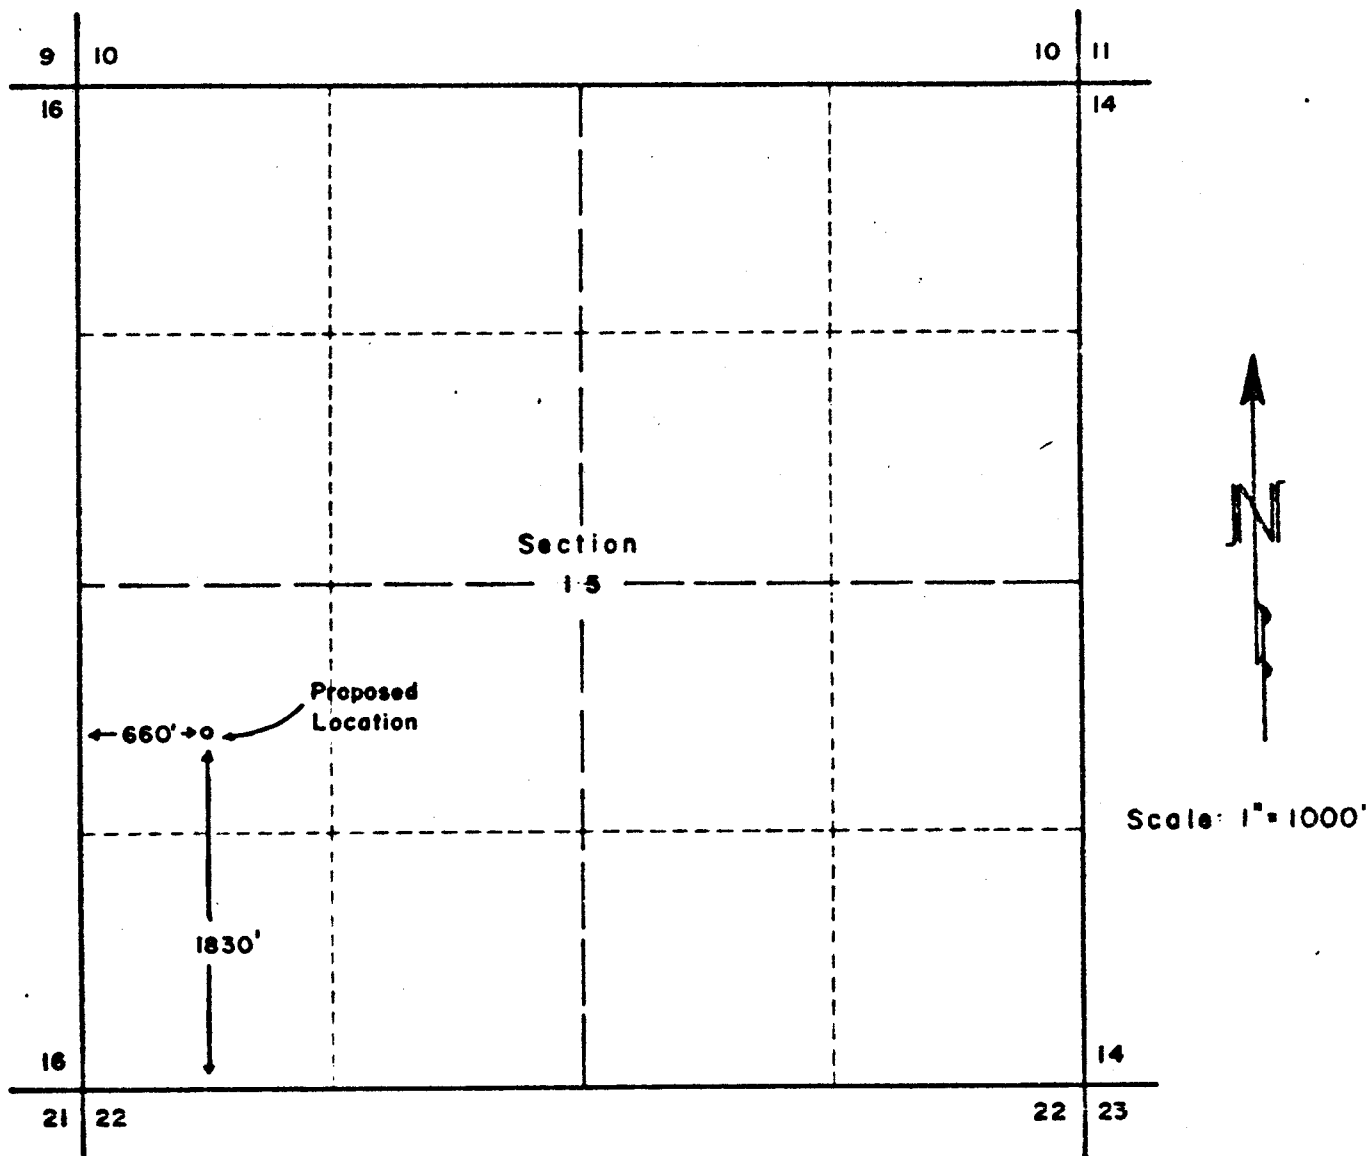 9 10
10 11
16
14
N
Section
15
Proposed
Location
660'
Scale: 1" = 1000'
1830'
16
14
21 22
22 23